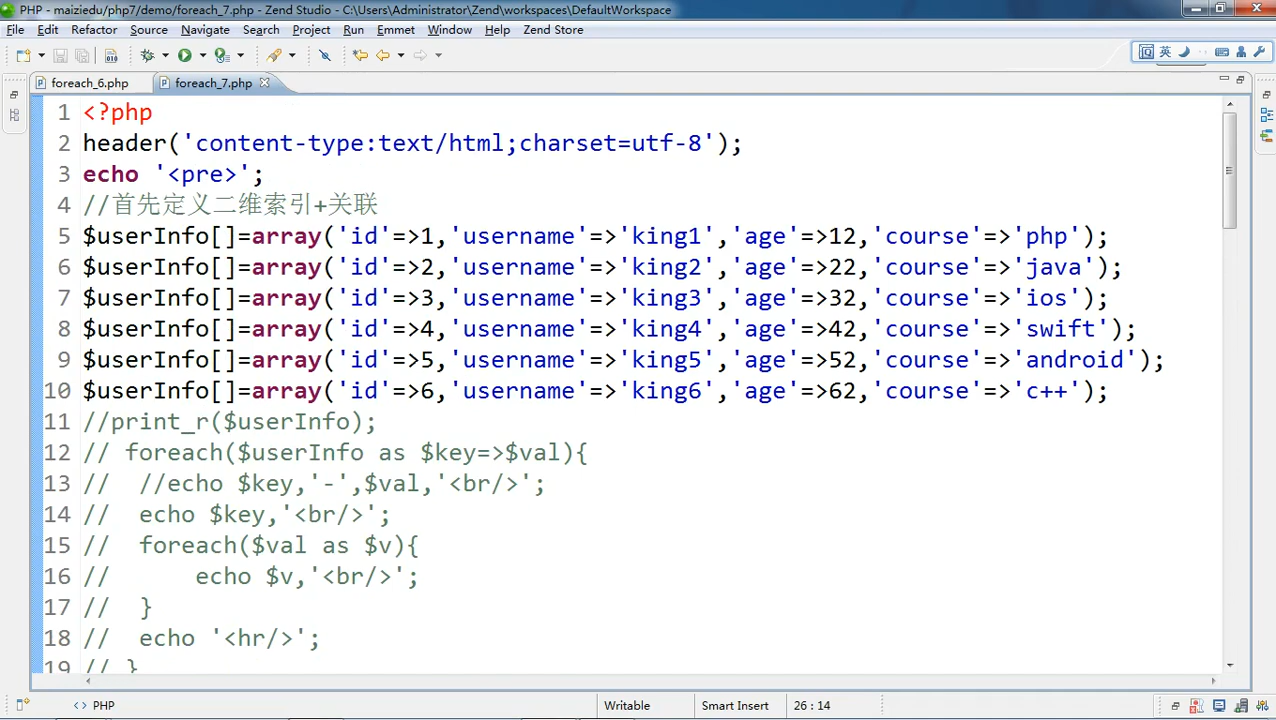 PHP - maiziedu/php7/demo/foreach_7.php - Zend Studio - C:\Users\Administrator\Zend\workspaces\DefaultWorkspace
File Edit Refactor Source Navigate Search Project Run Emmet Window Help Zend Store
英
foreach_6.php foreach_7.php
1 <?php
2 header('content-type:text/html;charset=utf-8');
3 echo '<pre>';
4 //首先定义二维索引+关联
5 $userInfo[]=array('id'=>1,'username'=>'king1','age'=>12,'course'=>'php');
6 $userInfo[]=array('id'=>2,'username'=>'king2','age'=>22,'course'=>'java');
7 $userInfo[]=array('id'=>3,'username'=>'king3','age'=>32,'course'=>'ios');
8 $userInfo[]=array('id'=>4,'username'=>'king4','age'=>42,'course'=>'swift');
9 $userInfo[]=array('id'=>5,'username'=>'king5','age'=>52,'course'=>'android');
10 $userInfo[]=array('id'=>6,'username'=>'king6','age'=>62,'course'=>'c++');
11 //print_r($userInfo);
12 // foreach($userInfo as $key=>$val){
13 //  //echo $key,'-',$val,'<br/>';
14 //  echo $key,'<br/>';
15 //  foreach($val as $v){
16 //      echo $v,'<br/>';
17 //  }
18 //  echo '<hr/>';
19 // }
<> PHP Writable Smart Insert 26 : 14